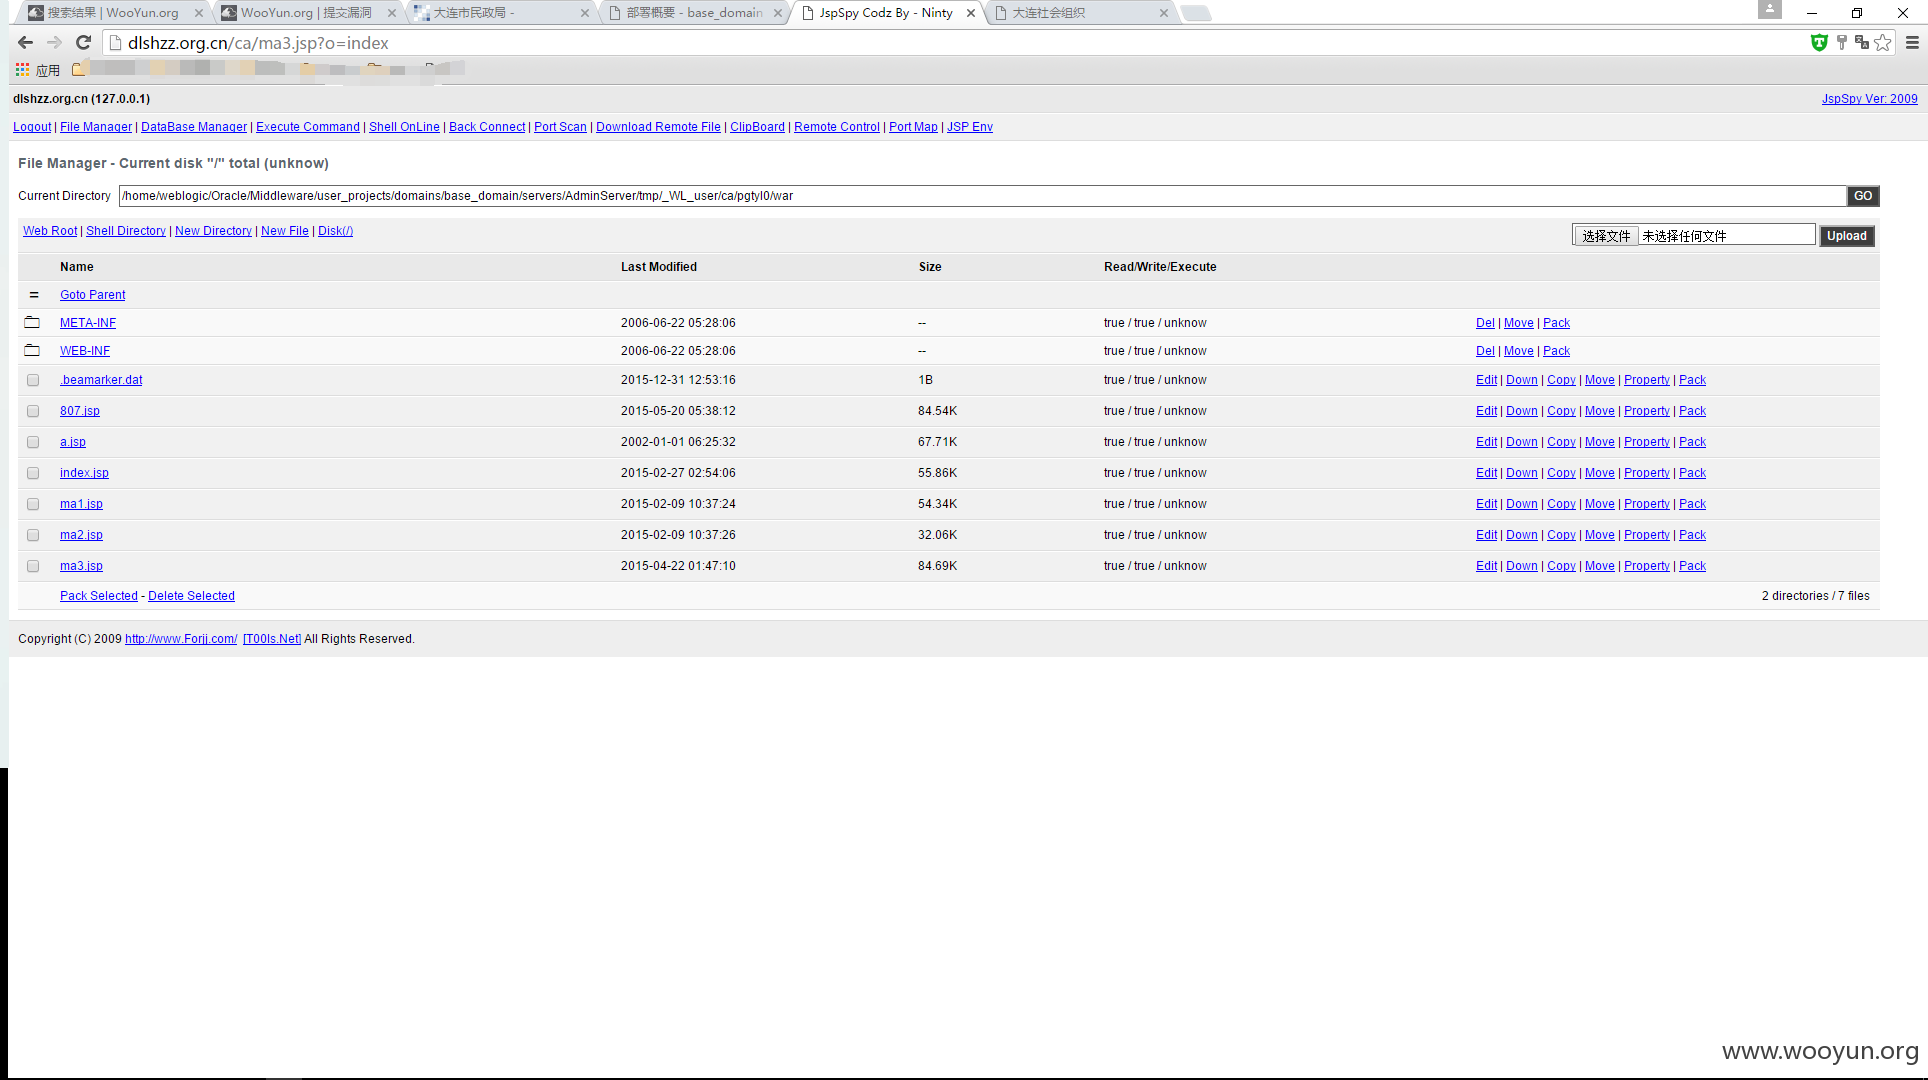 搜索结果 | WooYun.org
WooYun.org | 提交漏洞
大连市民政局 -
部署概要 - base_domain
JspSpy Codz By - Ninty
大连社会组织
dlshzz.org.cn/ca/ma3.jsp?o=index
应用
dlshzz.org.cn (127.0.0.1)
JspSpy Ver: 2009
Logout | File Manager | DataBase Manager | Execute Command | Shell OnLine | Back Connect | Port Scan | Download Remote File | ClipBoard | Remote Control | Port Map | JSP Env
File Manager - Current disk "/" total (unknow)
Current Directory /home/weblogic/Oracle/Middleware/user_projects/domains/base_domain/servers/AdminServer/tmp/_WL_user/ca/pgtyl0/war GO
Web Root | Shell Directory | New Directory | New File | Disk(/) 选择文件 未选择任何文件 Upload
Name Last Modified Size Read/Write/Execute
= Goto Parent
META-INF 2006-06-22 05:28:06 -- true / true / unknow Del | Move | Pack
WEB-INF 2006-06-22 05:28:06 -- true / true / unknow Del | Move | Pack
.beamarker.dat 2015-12-31 12:53:16 1B true / true / unknow Edit | Down | Copy | Move | Property | Pack
807.jsp 2015-05-20 05:38:12 84.54K true / true / unknow Edit | Down | Copy | Move | Property | Pack
a.jsp 2002-01-01 06:25:32 67.71K true / true / unknow Edit | Down | Copy | Move | Property | Pack
index.jsp 2015-02-27 02:54:06 55.86K true / true / unknow Edit | Down | Copy | Move | Property | Pack
ma1.jsp 2015-02-09 10:37:24 54.34K true / true / unknow Edit | Down | Copy | Move | Property | Pack
ma2.jsp 2015-02-09 10:37:26 32.06K true / true / unknow Edit | Down | Copy | Move | Property | Pack
ma3.jsp 2015-04-22 01:47:10 84.69K true / true / unknow Edit | Down | Copy | Move | Property | Pack
Pack Selected - Delete Selected 2 directories / 7 files
Copyright (C) 2009 http://www.Forjj.com/ [T00ls.Net] All Rights Reserved.
www.wooyun.org